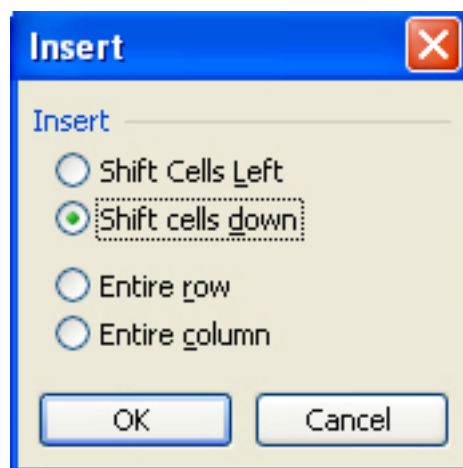 Insert
Insert
Shift Cells Left
Shift cells down
Entire row
Entire column
OK Cancel